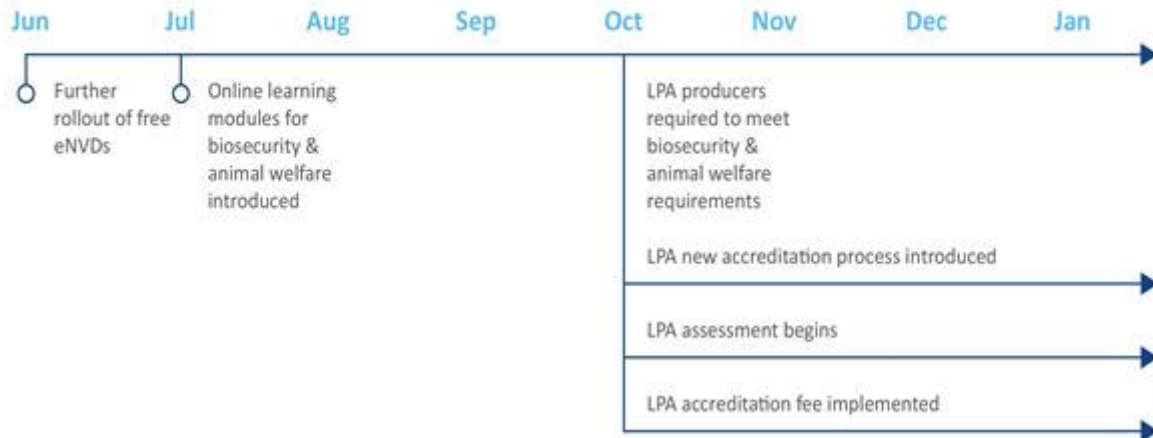 Jun Jul Aug Sep Oct Nov Dec Jan
Further
rollout of free
eNVDs
Online learning
modules for
biosecurity &
animal welfare
introduced
LPA producers
required to meet
biosecurity &
animal welfare
requirements
LPA new accreditation process introduced
LPA assessment begins
LPA accreditation fee implemented